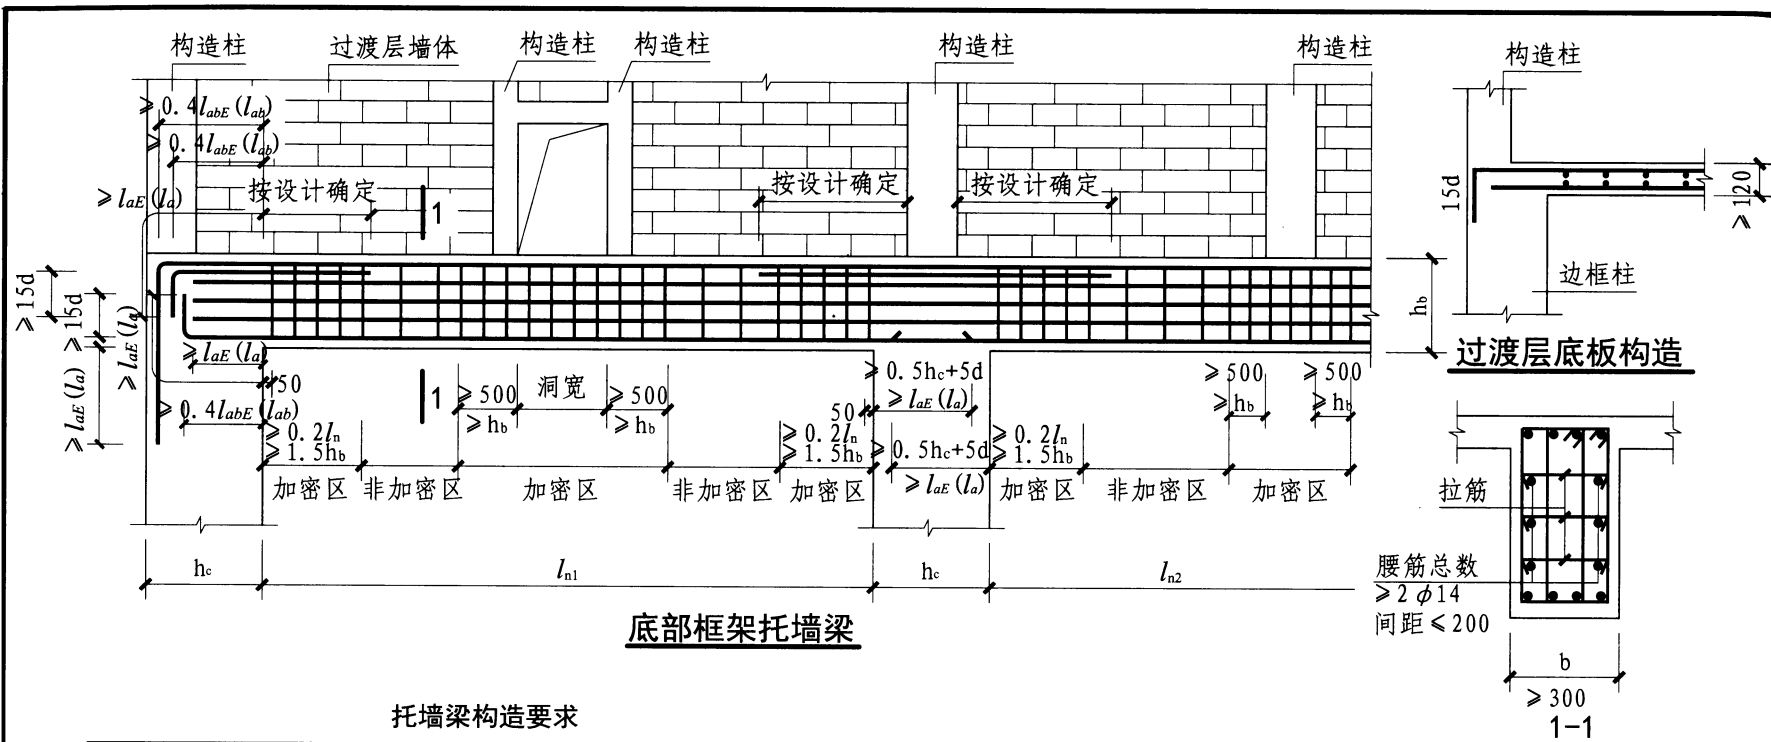 构造柱
过渡层墙体
构造柱
构造柱
构造柱
构造柱
构造柱
≥0.4labE(lab)
≥0.4labE(lab)
≥laE(la)
按设计确定
按设计确定
按设计确定
1
15d
≥120
≥15d
≥15d
≥laE(la)
≥laE(la)
hb
边框柱
过渡层底板构造
≥laE(la)
50
≥0.4labE(lab)
1
≥500
≥hb
洞宽
≥500
≥hb
≥0.5hc+5d
≥laE(la)
50
≥500
≥hb
≥500
≥hb
≥0.2ln
≥1.5hb
≥0.2ln
≥1.5hb
≥0.5hc+5d
≥laE(la)
≥0.2ln
≥1.5hb
加密区
非加密区
加密区
非加密区
加密区
加密区
非加密区
加密区
拉筋
腰筋总数
≥2φ14
间距≤200
hc
ln1
hc
ln2
底部框架托墙梁
b
≥300
1-1
托墙梁构造要求